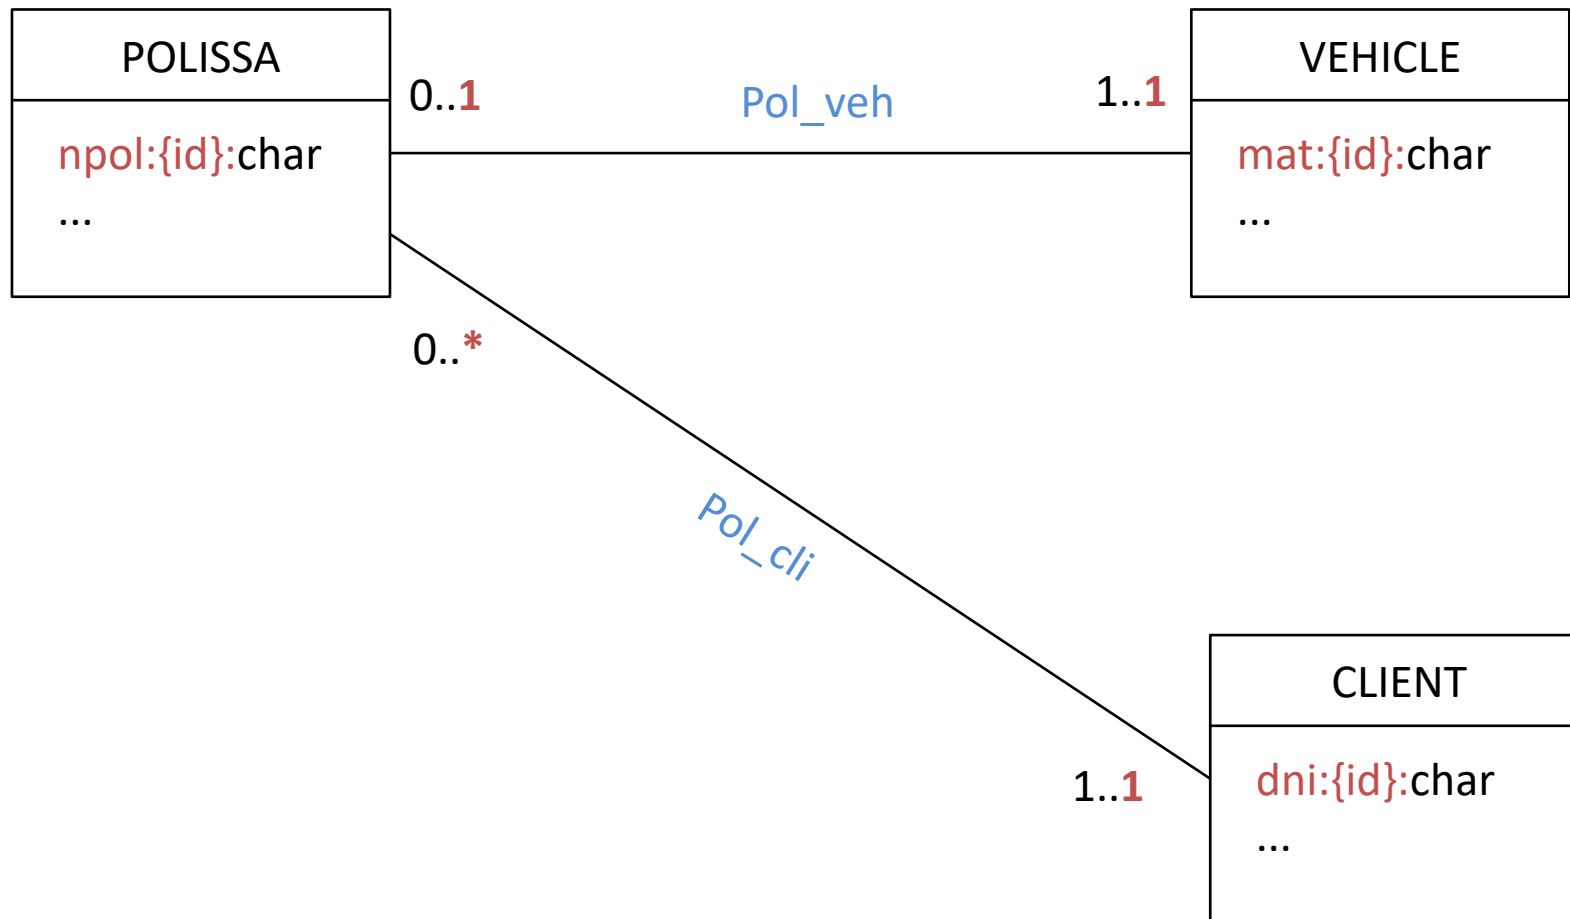 POLISSA
npol:{id}:char
...
0..1
Pol_veh
1..1
VEHICLE
mat:{id}:char
...
0..*
Pol_cli
1..1
CLIENT
dni:{id}:char
...